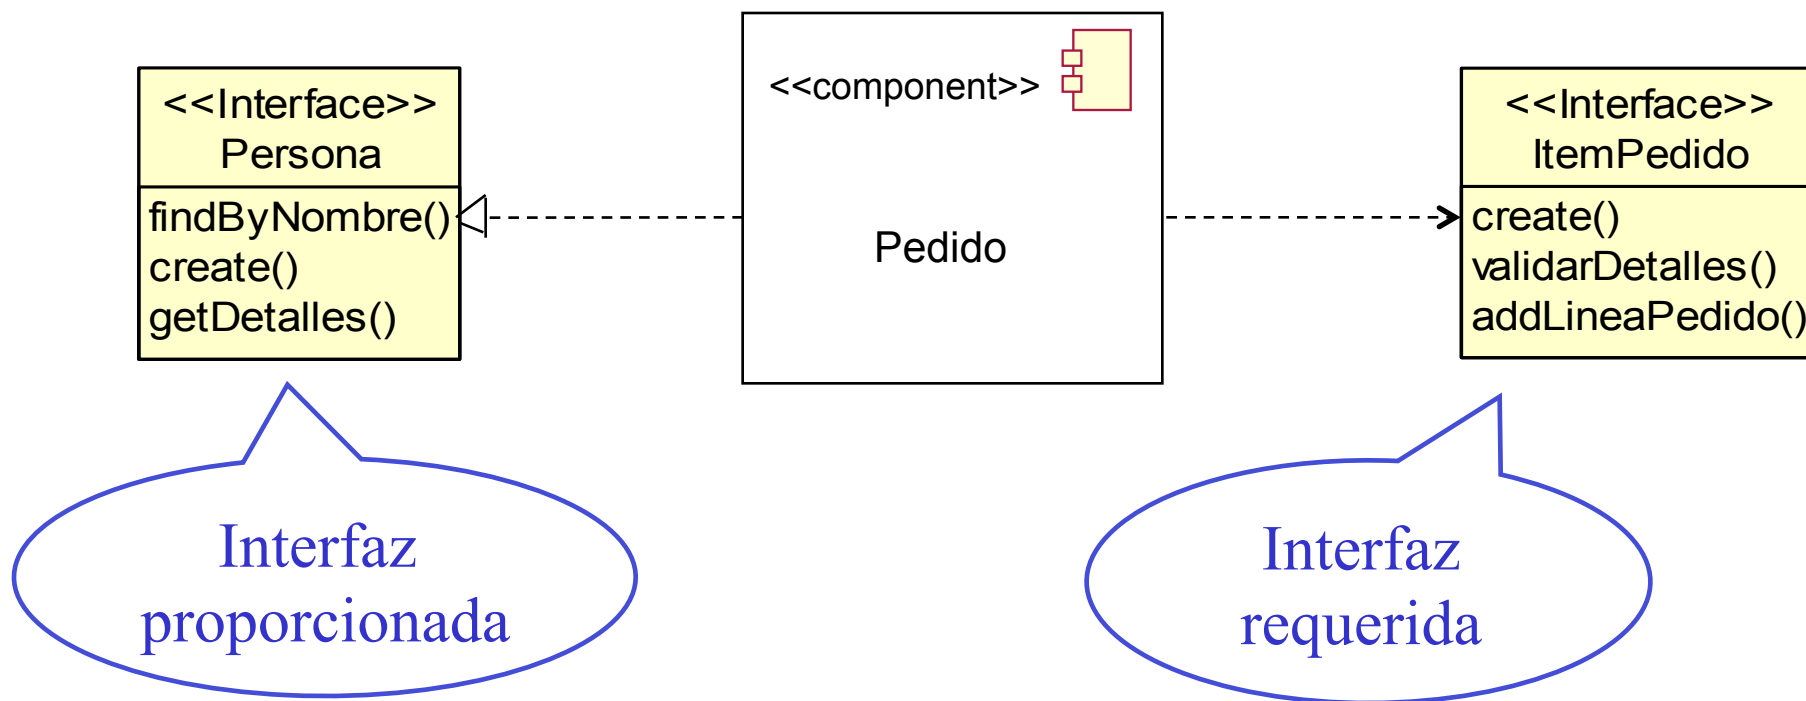 <<Interface>>
Persona
findByNombre()
create()
getDetalles()
<<component>>
Pedido
<<Interface>>
ItemPedido
create()
validarDetalles()
addLineaPedido()
Interfaz
proporcionada
Interfaz
requerida